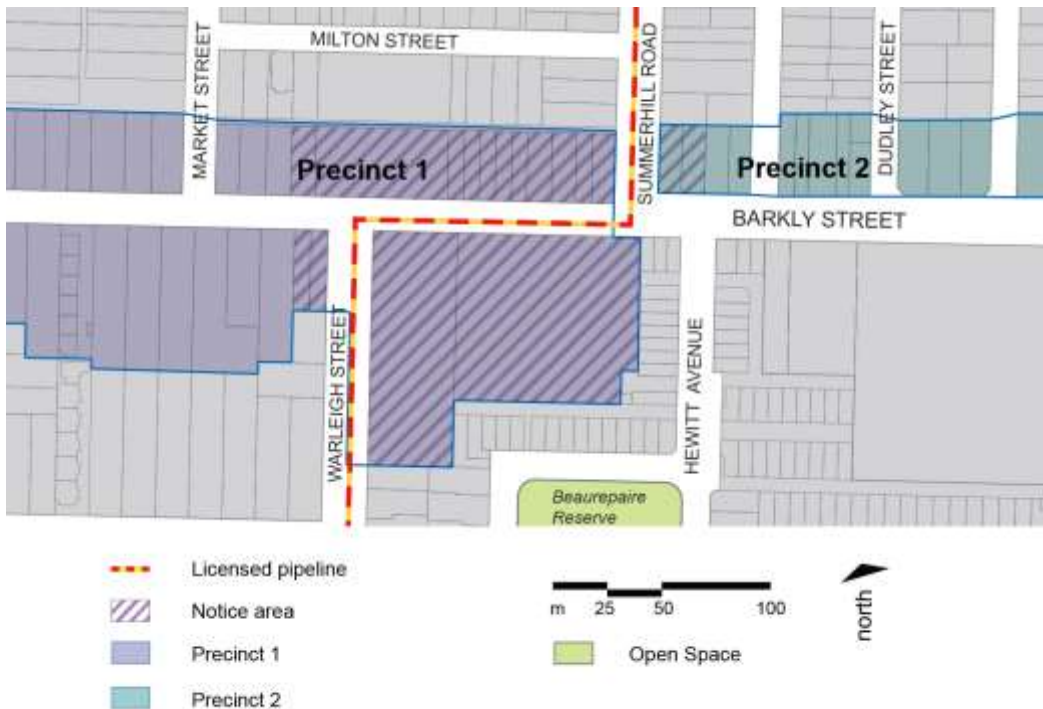 MILTON STREET
MARKET STREET
SUMMERHILL ROAD
DUDLEY STREET
Precinct 1
Precinct 2
BARKLY STREET
WARLEIGH STREET
HEWITT AVENUE
Beaurepaire
Reserve
Licensed pipeline
Notice area
Precinct 1
Precinct 2
m 25 50 100
Open Space
north